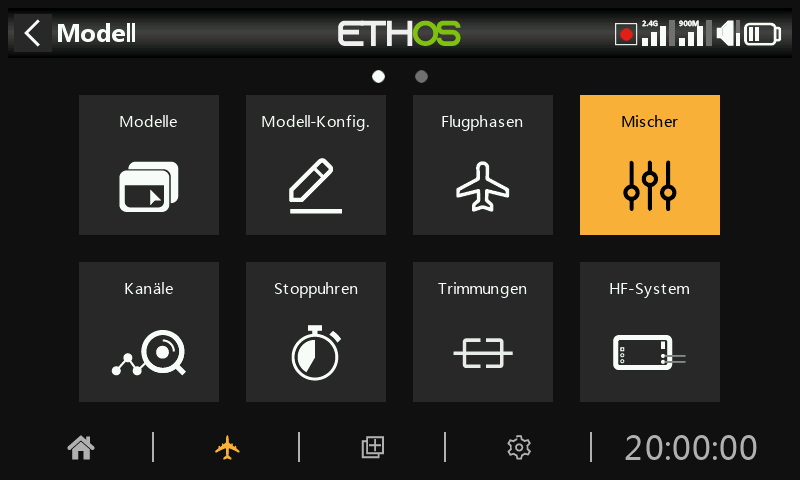 Modell
ETHOS
2.4G
900M
Modelle
Modell-Konfig.
Flugphasen
Mischer
Kanäle
Stoppuhren
Trimmungen
HF-System
20:00:00